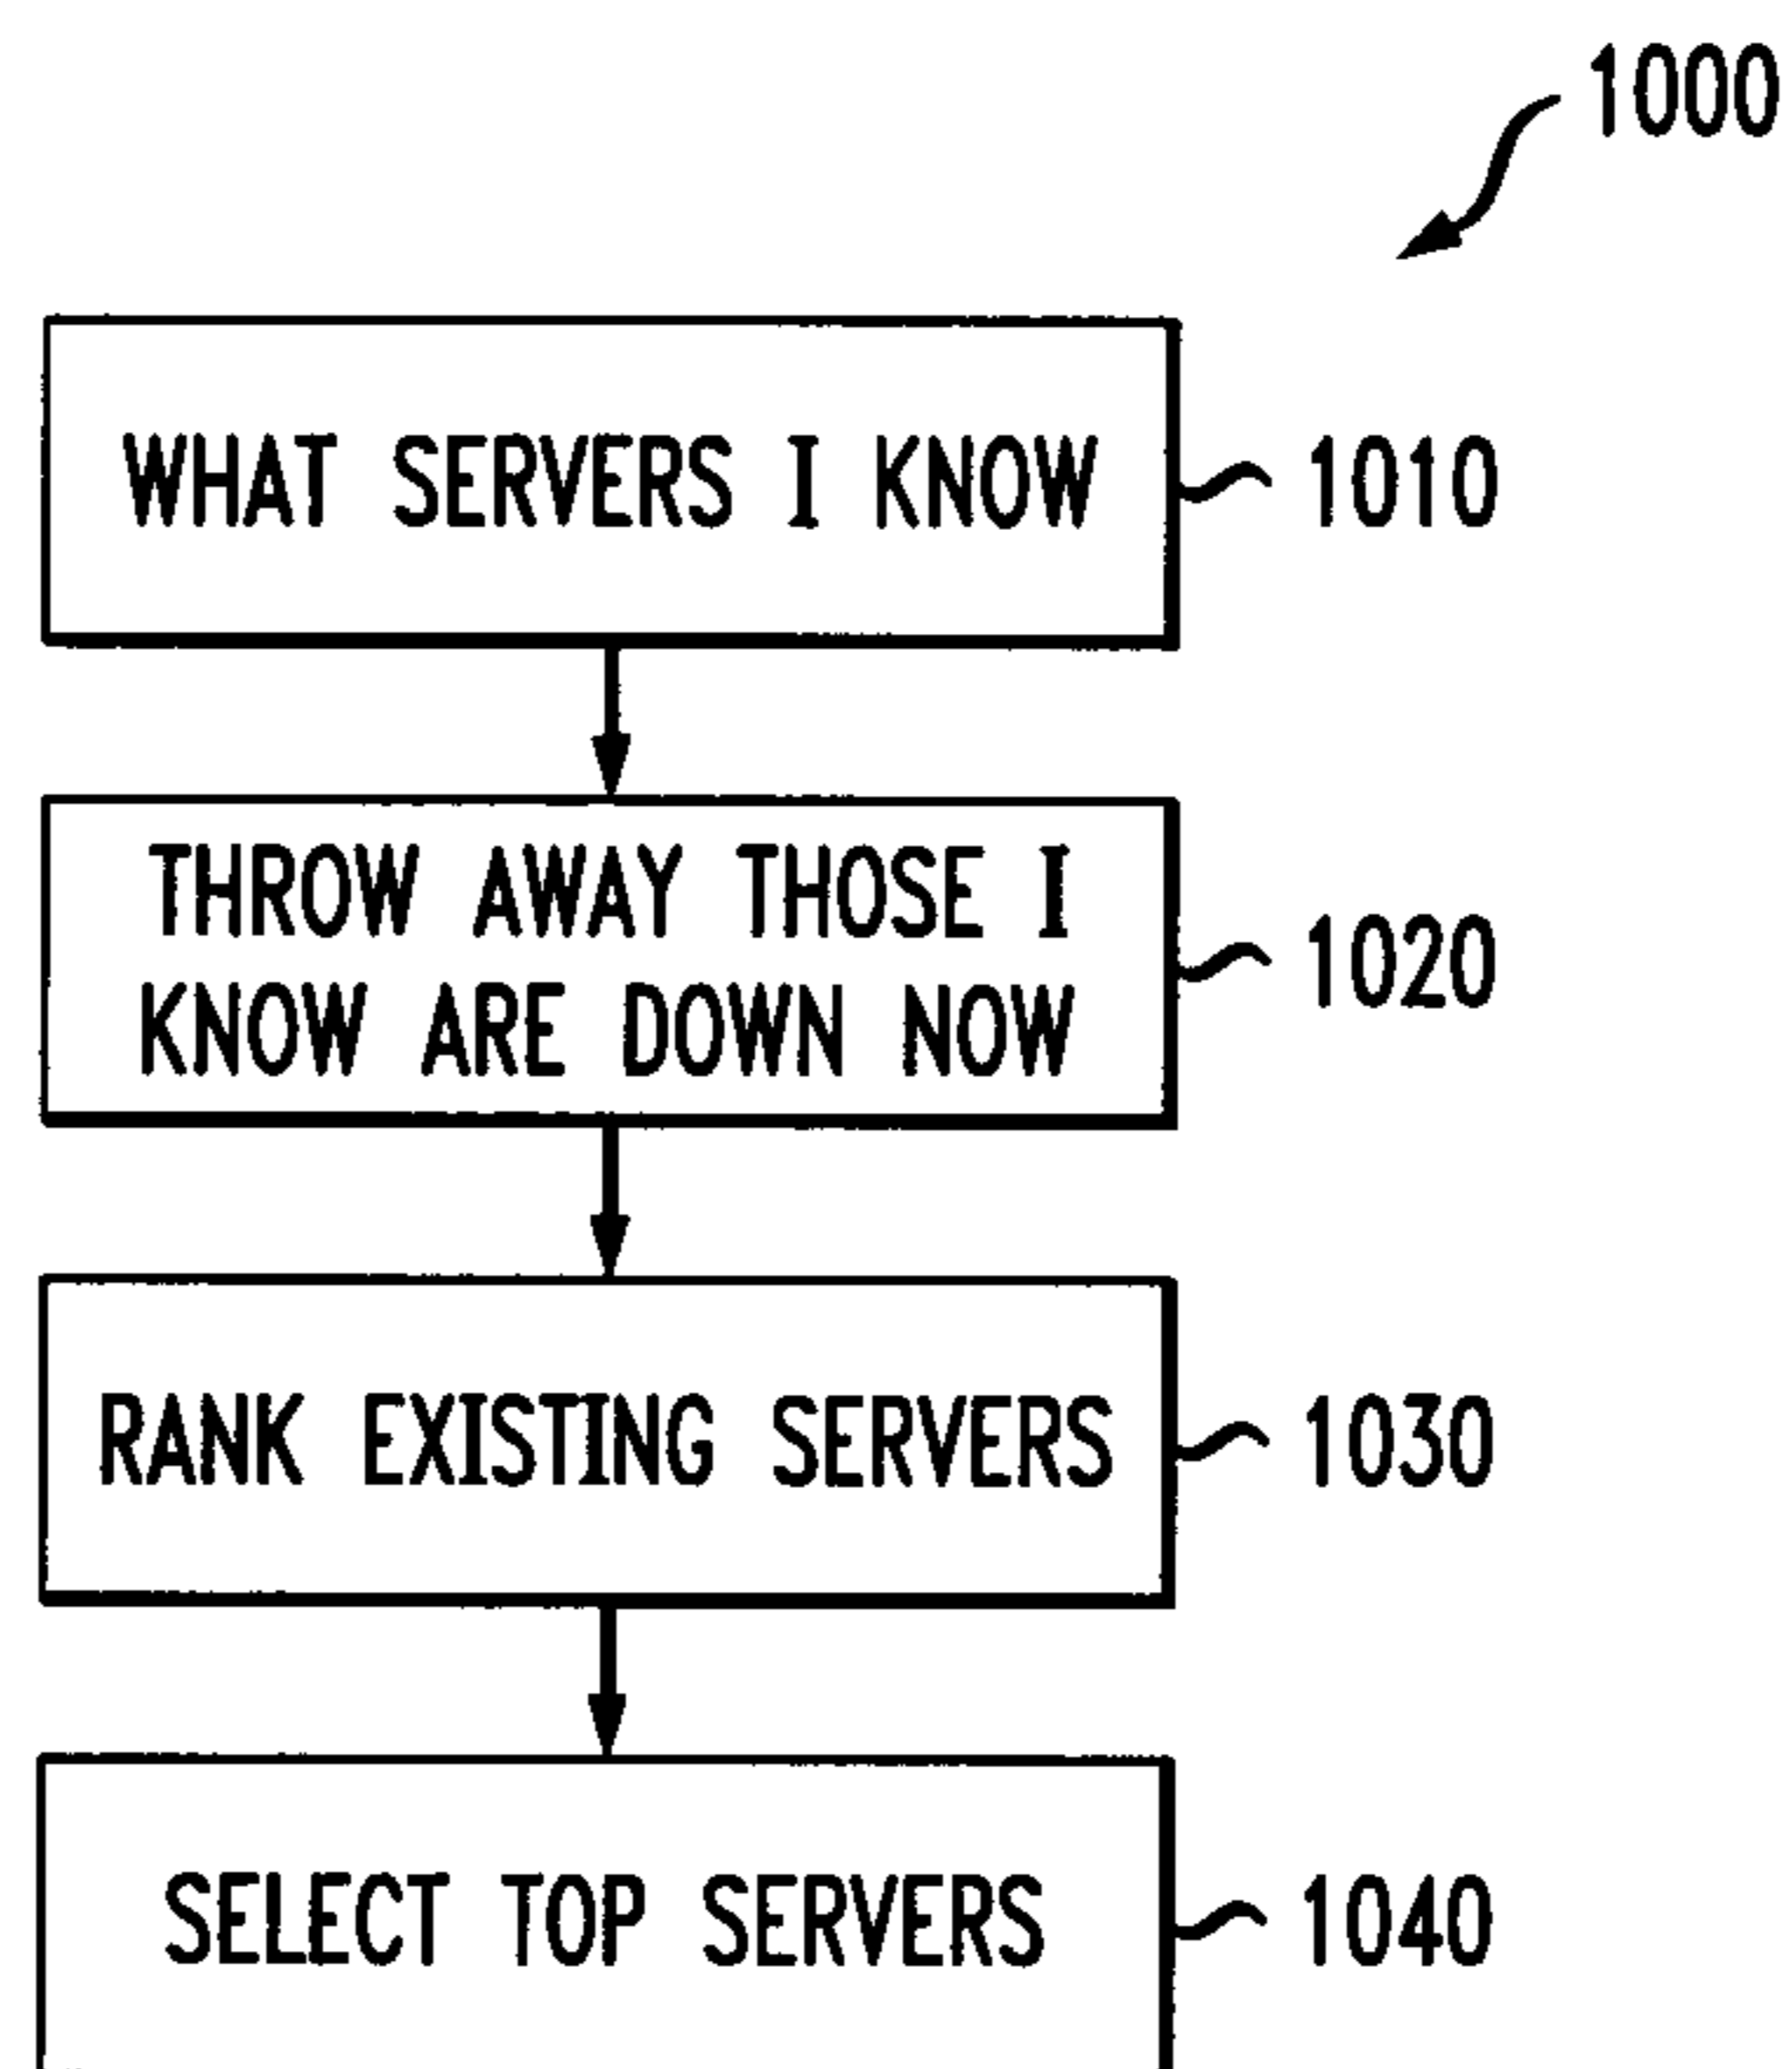 1000
WHAT SERVERS I KNOW
1010
THROW AWAY THOSE I
KNOW ARE DOWN NOW
1020
RANK EXISTING SERVERS
1030
SELECT TOP SERVERS
1040